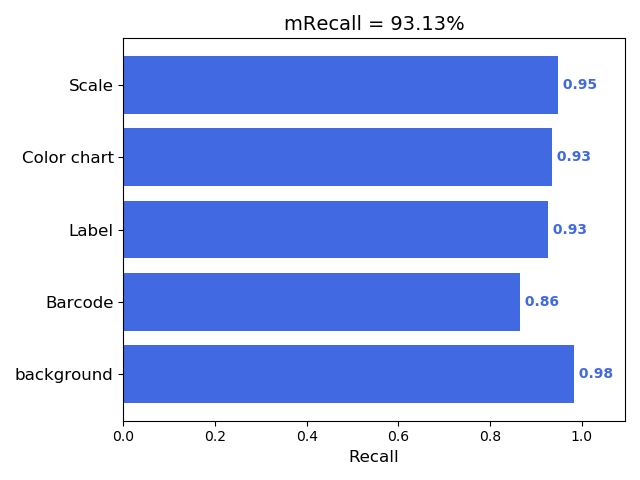 mRecall = 93.13%
Scale 0.95
Color chart 0.93
Label 0.93
Barcode 0.86
background 0.98
0.0 0.2 0.4 0.6 0.8 1.0
Recall